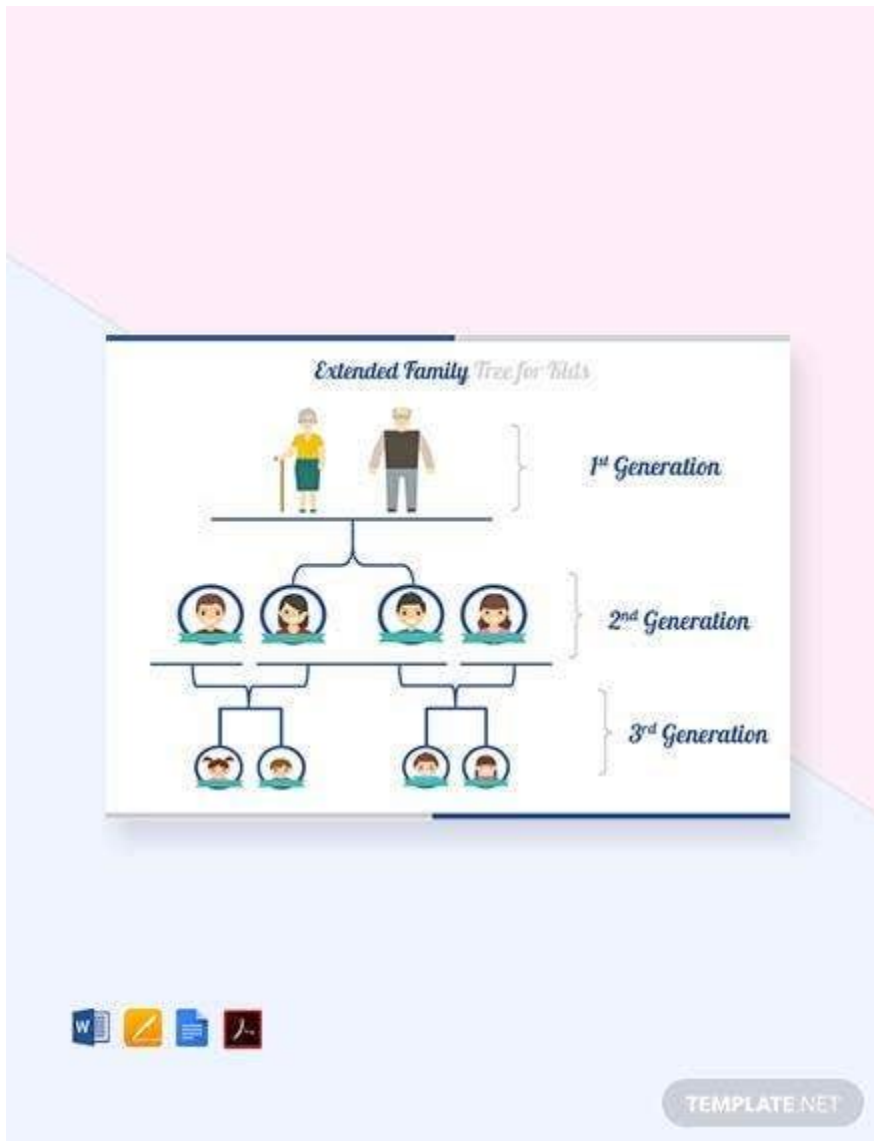 Extended Family Tree for Kids
1st Generation
2nd Generation
3rd Generation
W
TEMPLATE.NET